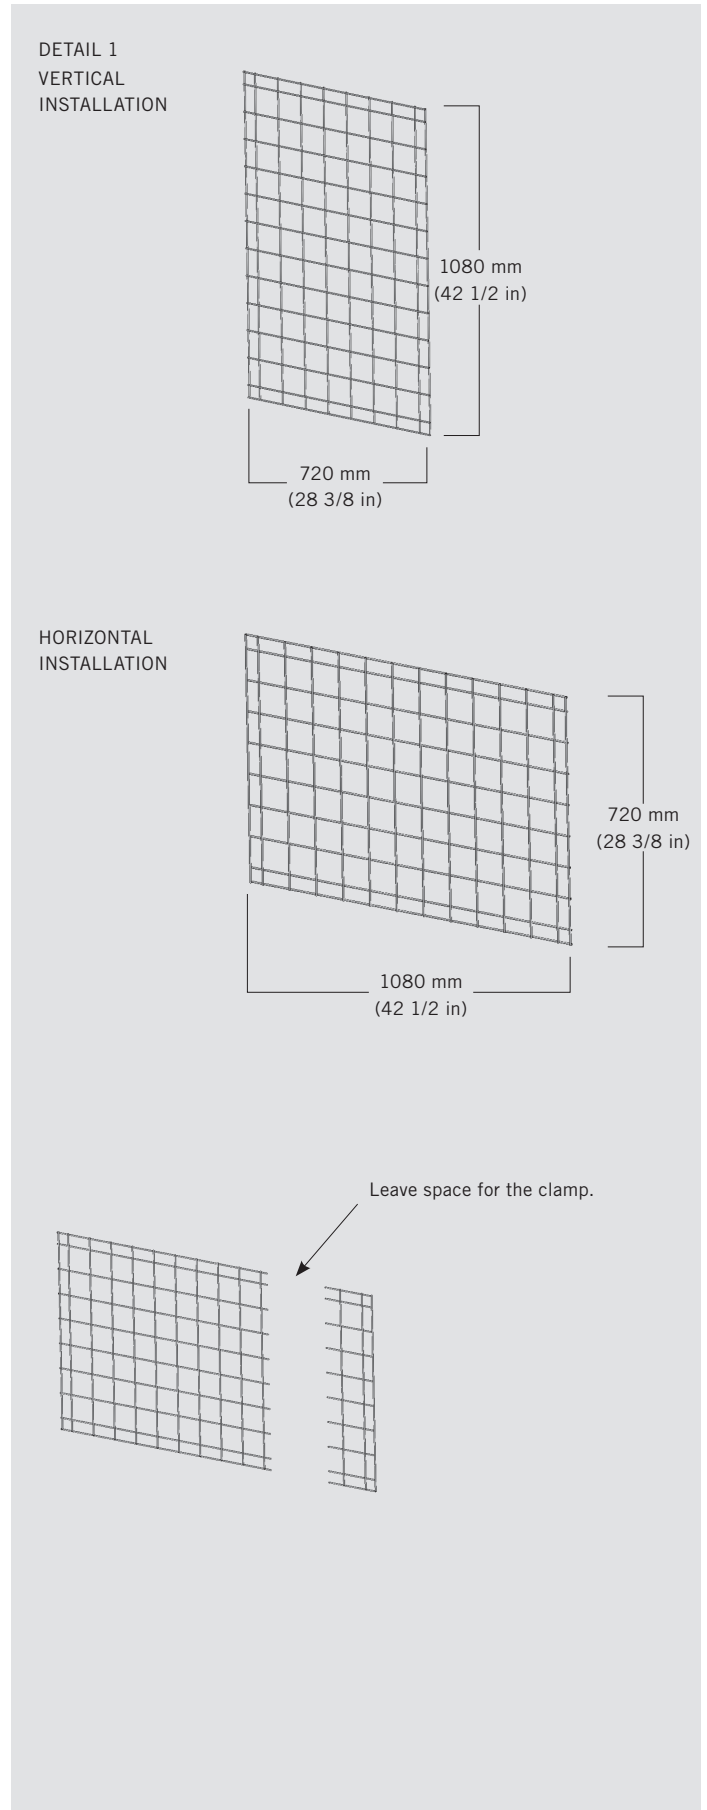 DETAIL 1
VERTICAL
INSTALLATION
1080 mm
(42 1/2 in)
720 mm
(28 3/8 in)
HORIZONTAL
INSTALLATION
720 mm
(28 3/8 in)
1080 mm
(42 1/2 in)
Leave space for the clamp.